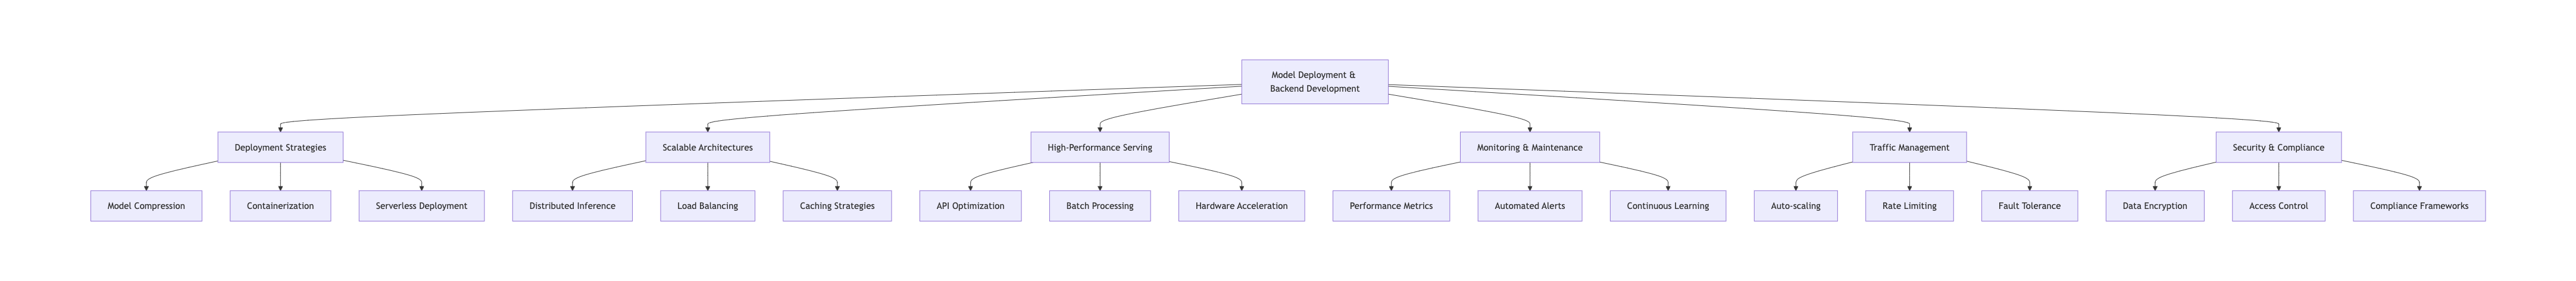 Model Deployment &
Backend Development
Deployment Strategies
Scalable Architectures
High-Performance Serving
Monitoring & Maintenance
Traffic Management
Security & Compliance
Model Compression
Containerization
Serverless Deployment
Distributed Inference
Load Balancing
Caching Strategies
API Optimization
Batch Processing
Hardware Acceleration
Performance Metrics
Automated Alerts
Continuous Learning
Auto-scaling
Rate Limiting
Fault Tolerance
Data Encryption
Access Control
Compliance Frameworks